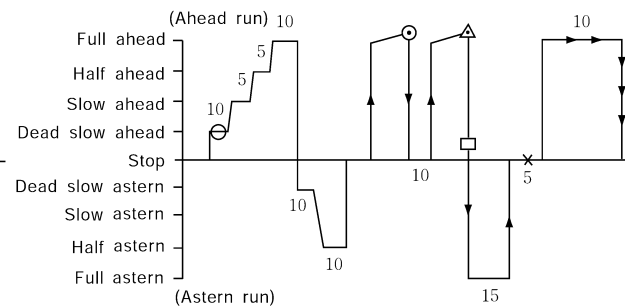 (Ahead run)
10
Full ahead
5
Half ahead
5
Slow ahead
10
Dead slow ahead
Stop
10
5
10
Dead slow astern
10
Slow astern
Half astern
10
Full astern
15
(Astern run)